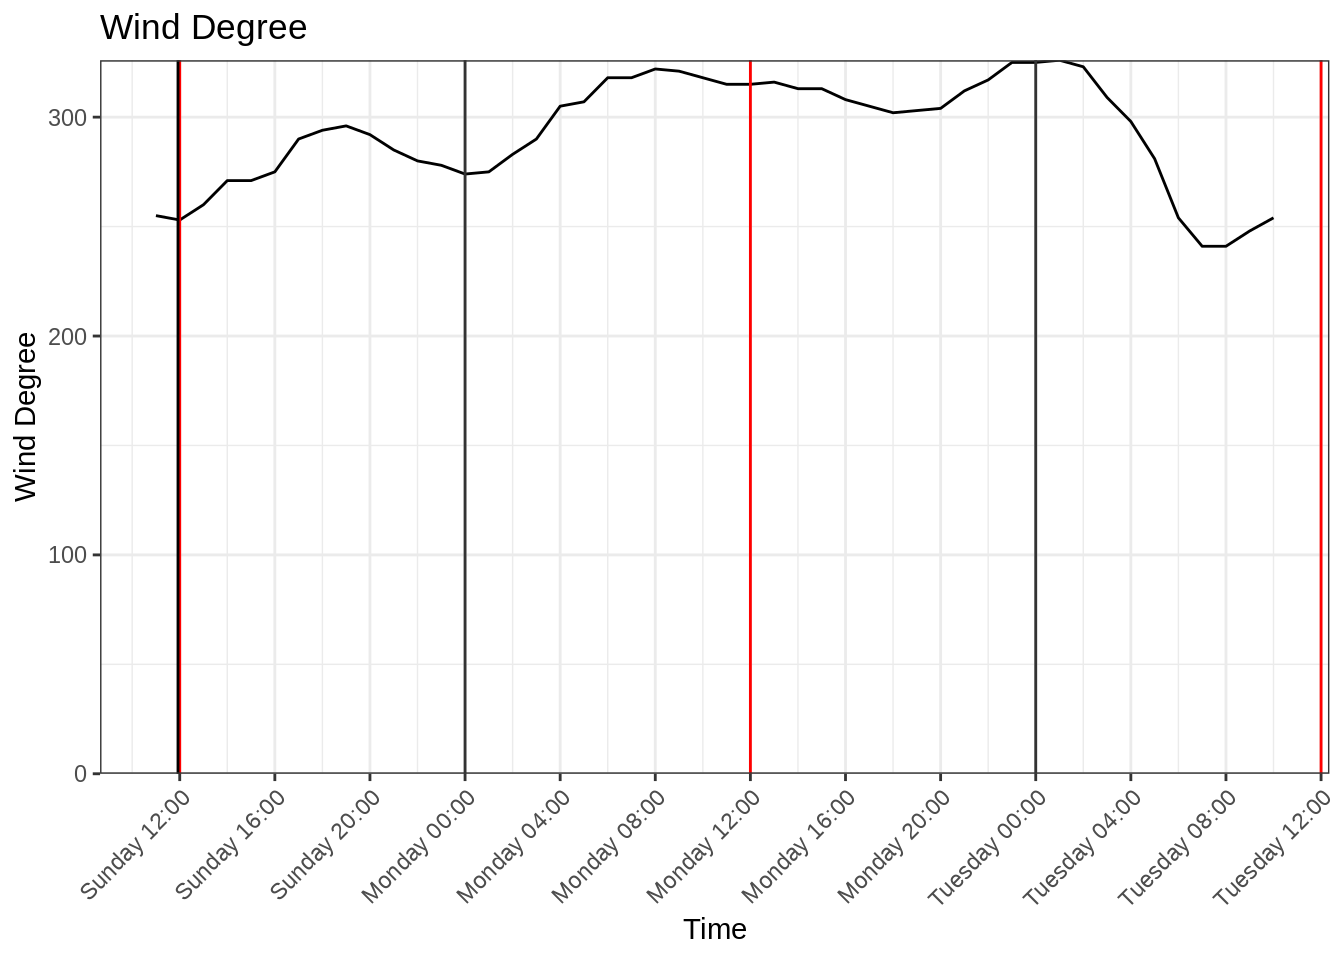 Wind Degree
Wind Degree
300
200
100
0
Sunday 12:00
Sunday 16:00
Sunday 20:00
Monday 00:00
Monday 04:00
Monday 08:00
Monday 12:00
Monday 16:00
Monday 20:00
Tuesday 00:00
Tuesday 04:00
Tuesday 08:00
Tuesday 12:00
Time